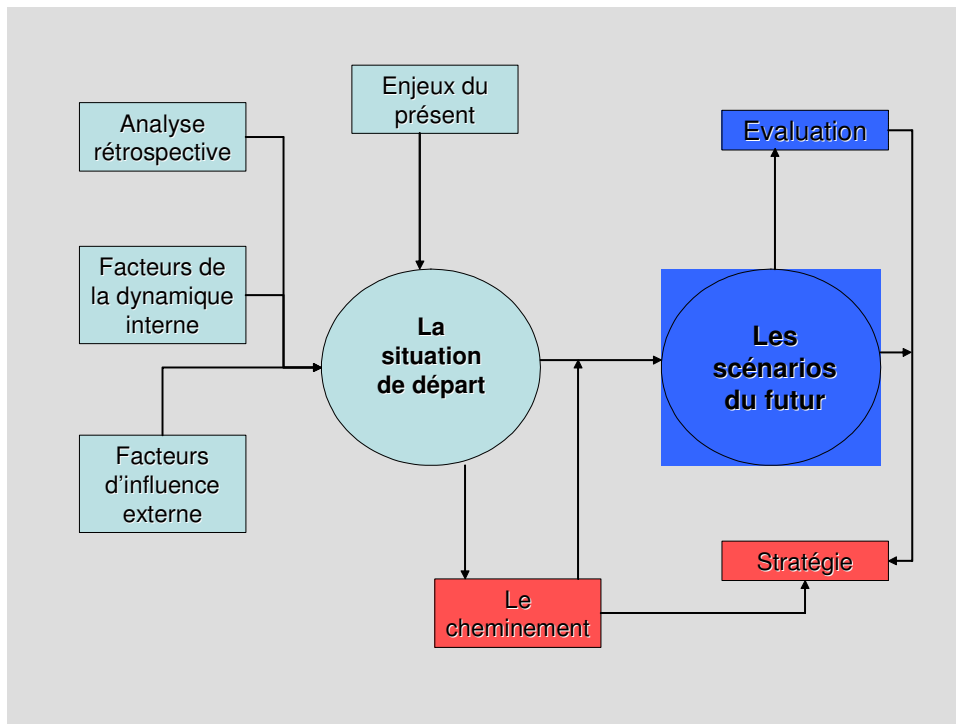 Enjeux du
présent
Analyse
rétrospective
Evaluation
Facteurs de
la dynamique
interne
La
situation
de départ
Les
scénarios
du futur
Facteurs
d'influence
externe
Stratégie
Le
cheminement